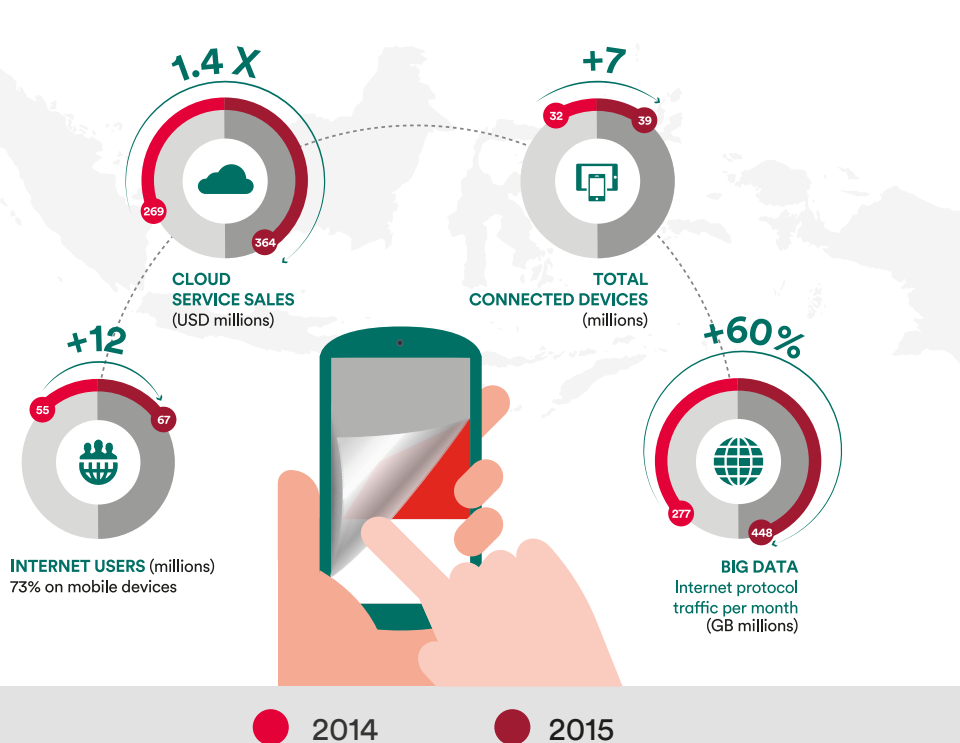 1.4 X
269
364
CLOUD
SERVICE SALES
(USD millions)
+7
32
39
TOTAL
CONNECTED DEVICES
(millions)
+12
55
67
INTERNET USERS (millions)
73% on mobile devices
+60%
277
448
BIG DATA
Internet protocol
traffic per month
(GB millions)
2014
2015